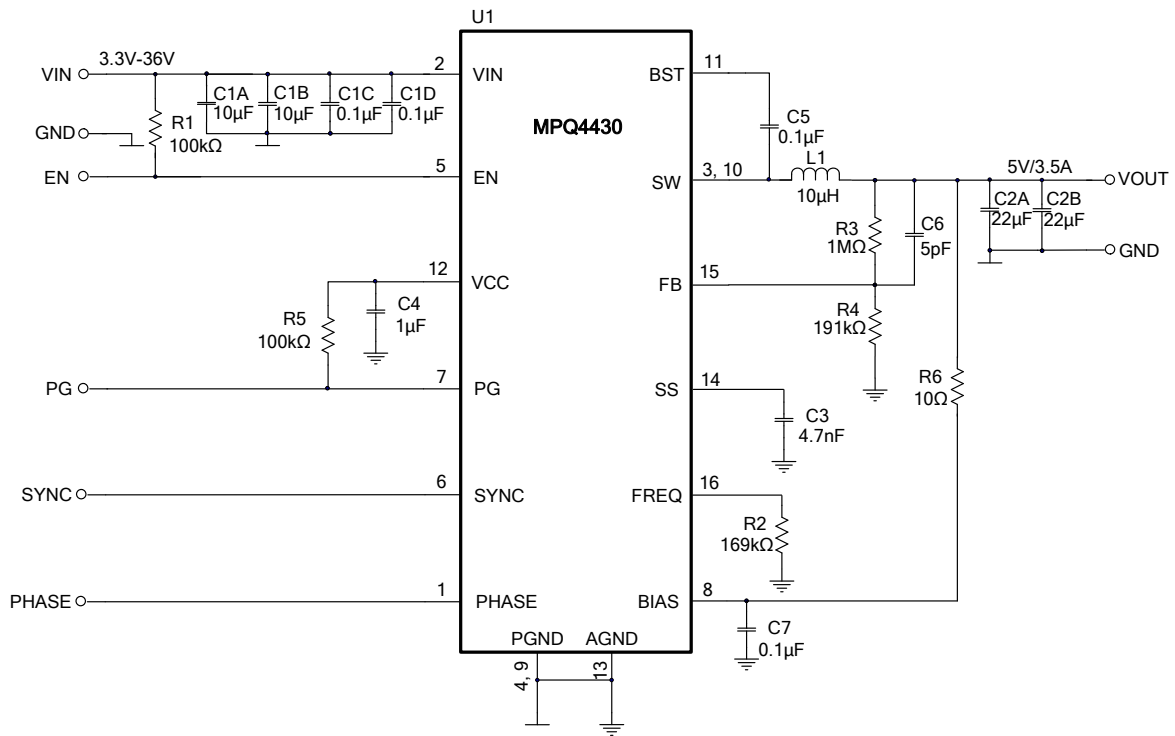 U1
MPQ4430
VIN
3.3V-36V
2
VIN
C1A
10µF
C1B
10µF
C1C
0.1µF
C1D
0.1µF
GND
R1
100kΩ
EN
5
EN
12
VCC
C4
1µF
R5
100kΩ
PG
7
PG
SYNC
6
SYNC
PHASE
1
PHASE
PGND
AGND
4, 9
13
BST
11
C5
0.1µF
L1
10µH
SW
3, 10
5V/3.5A
VOUT
C2A
22µF
C2B
22µF
GND
R3
1MΩ
C6
5pF
FB
15
R4
191kΩ
SS
14
C3
4.7nF
R6
10Ω
FREQ
16
R2
169kΩ
BIAS
8
C7
0.1µF